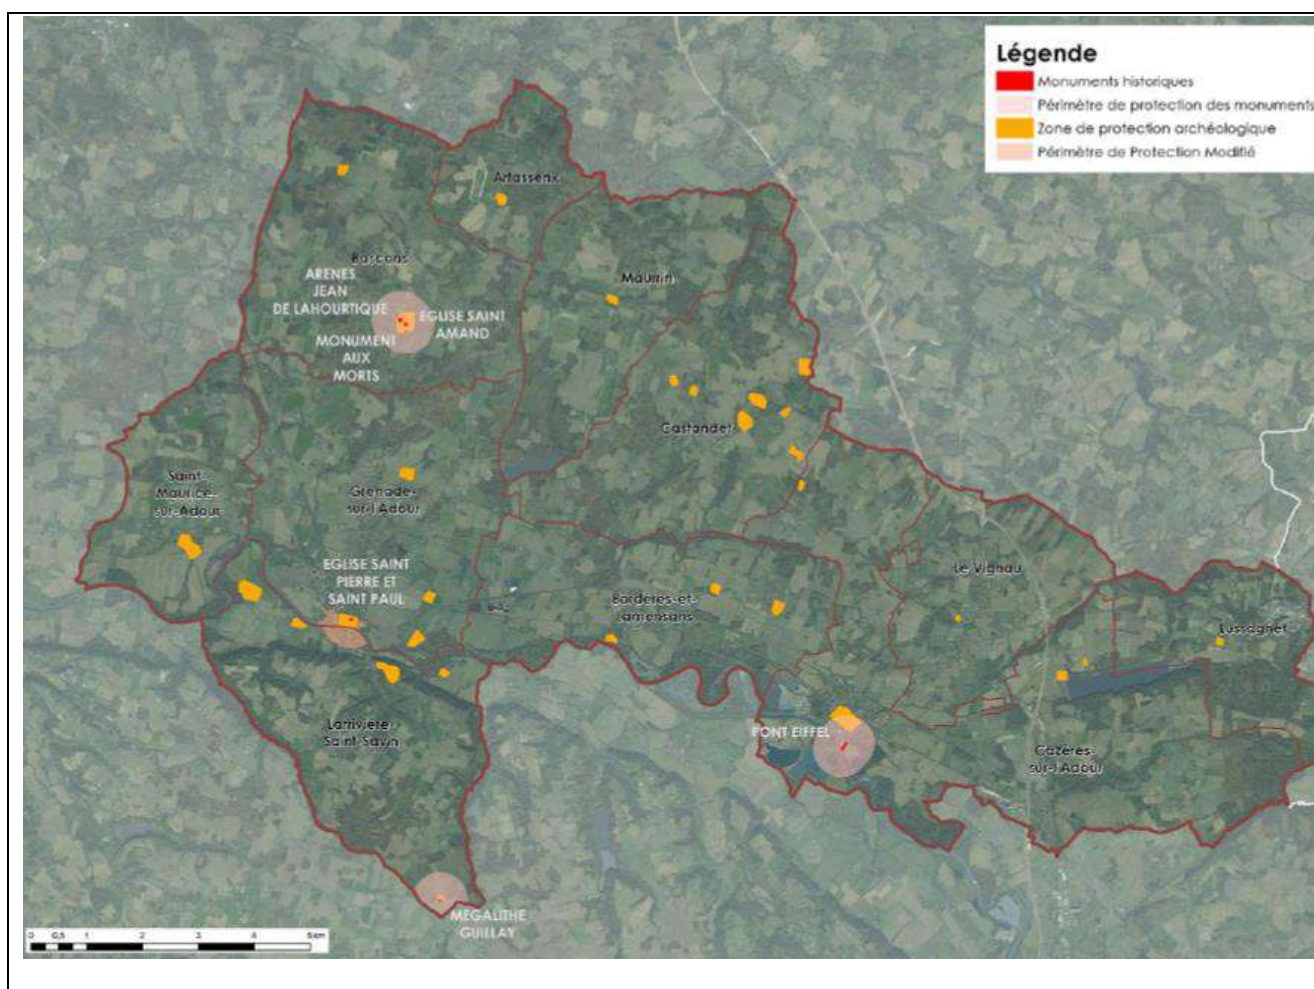 Légende
Monuments historiques
Périmètre de protection des monuments
Zone de protection archéologique
Périmètre de Protection Modifié
Artassenx
Bascons
ARENES
JEAN
DE LAHOURTIQUE
EGLISE SAINT
AMAND
MONUMENT
AUX
MORTS
Maurrin
Castandet
Saint-
Maurice-
sur-Adour
Grenade-
sur-l'Adour
EGLISE SAINT
PIERRE ET
SAINT PAUL
Bordères-et-
Lamensans
Le Vignau
Lussagnet
Larrivière-
Saint-Savin
PONT EIFFEL
Cazères-
sur-l'Adour
MEGALITHE
GUILLAY
0 0,5 1 2 3 4 5 km